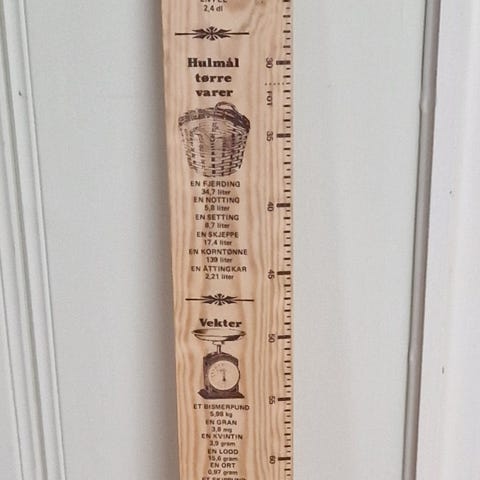 2,4 dl
Hulmål
tørre
varer
EN FJERDING
34,7 liter
EN NOTTING
5,8 liter
EN SETTING
8,7 liter
EN SKJEPPE
17,4 liter
EN KORNTØNNE
139 liter
EN ÅTTINGKAR
2,21 liter
Vekter
ET BISMERPUND
5,99 kg
EN GRAN
3,8 mg
EN KVINTIN
3,9 gram
EN LODD
15,6 gram
EN ORT
0,97 gram
30
FOT
35
40
45
50
55
60